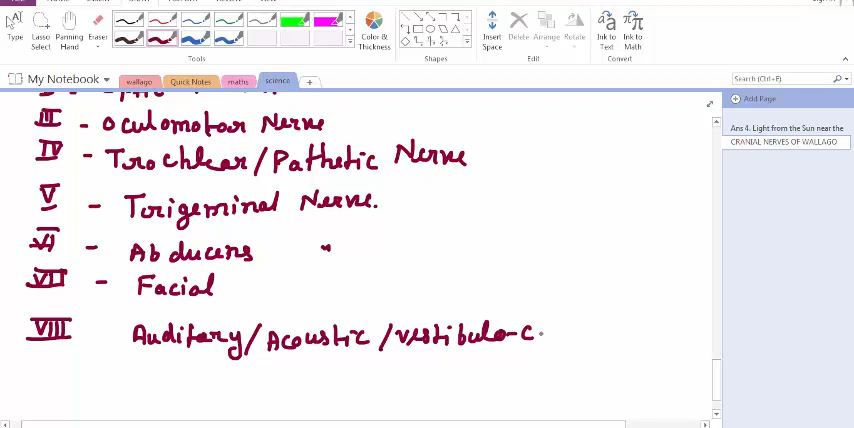 Type
Lasso Select
Panning Hand
Eraser
Tools
Color & Thickness
Shapes
Insert Space
Delete
Arrange
Rotate
Edit
Ink to Text
Ink to Math
Convert
My Notebook
wallago
Quick Notes
maths
science
Search (Ctrl+E)
Add Page
Ans 4. Light from the Sun near the
CRANIAL NERVES OF WALLAGO
III - Oculomotor Nerve
IV - Trochlear/Pathetic Nerve
V - Trigeminal Nerve.
VI - Abducens "
VII - Facial
VIII Auditary/Acoustic/vestibulo-c